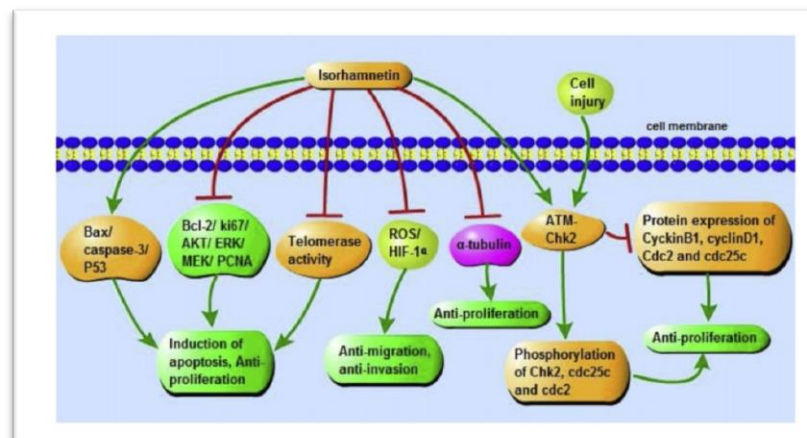 Isorhamnetin
Cell
injury
cell membrane
Bax/
caspase-3/
P53
Bcl-2/ ki67/
AKT/ ERK/
MEK/ PCNA
Telomerase
activity
ROS/
HIF-1α
α-tubulin
ATM-
Chk2
Protein expression of
CyckinB1, cyclinD1,
Cdc2 and cdc25c
Induction of
apoptosis, Anti-
proliferation
Anti-migration,
anti-invasion
Anti-proliferation
Phosphorylation
of Chk2, cdc25c
and cdc2
Anti-proliferation